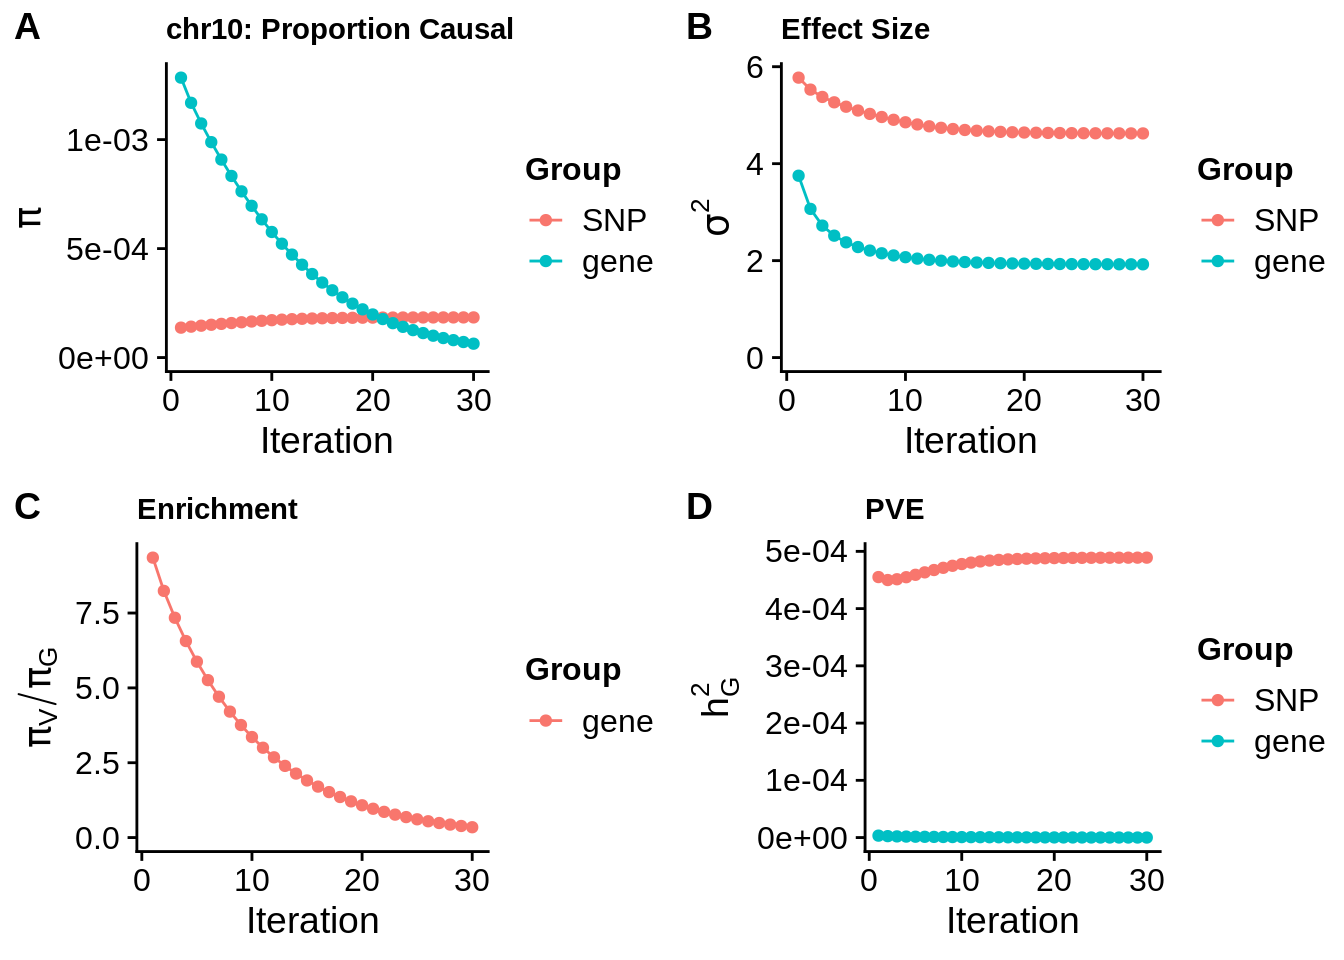 A
chr10: Proportion Causal
1e-03
5e-04
0e+00
π
0 10 20 30
Iteration
Group
SNP
gene
B
Effect Size
6
4
2
0
σ²
0 10 20 30
Iteration
Group
SNP
gene
C
Enrichment
7.5
5.0
2.5
0.0
π_V/π_G
0 10 20 30
Iteration
Group
gene
D
PVE
5e-04
4e-04
3e-04
2e-04
1e-04
0e+00
h²_G
0 10 20 30
Iteration
Group
SNP
gene